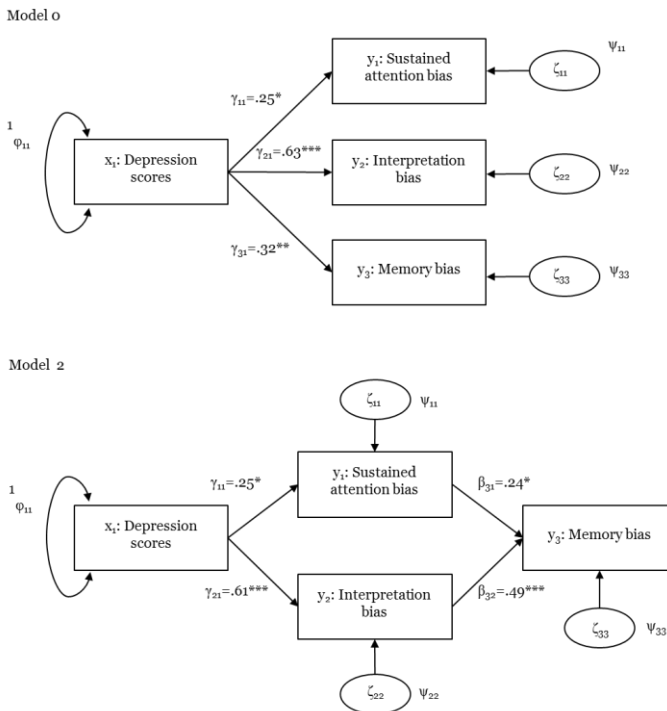 Model 0
y₁: Sustained
attention bias
ζ₁₁
ψ₁₁
γ₁₁=.25*
1
φ₁₁
x₁: Depression
scores
γ₂₁=.63***
y₂: Interpretation
bias
ζ₂₂
ψ₂₂
γ₃₁=.32**
y₃: Memory bias
ζ₃₃
ψ₃₃
Model 2
ζ₁₁
ψ₁₁
y₁: Sustained
attention bias
γ₁₁=.25*
β₃₁=.24*
1
φ₁₁
x₁: Depression
scores
y₃: Memory bias
γ₂₁=.61***
y₂: Interpretation
bias
β₃₂=.49***
ζ₃₃
ψ₃₃
ζ₂₂
ψ₂₂